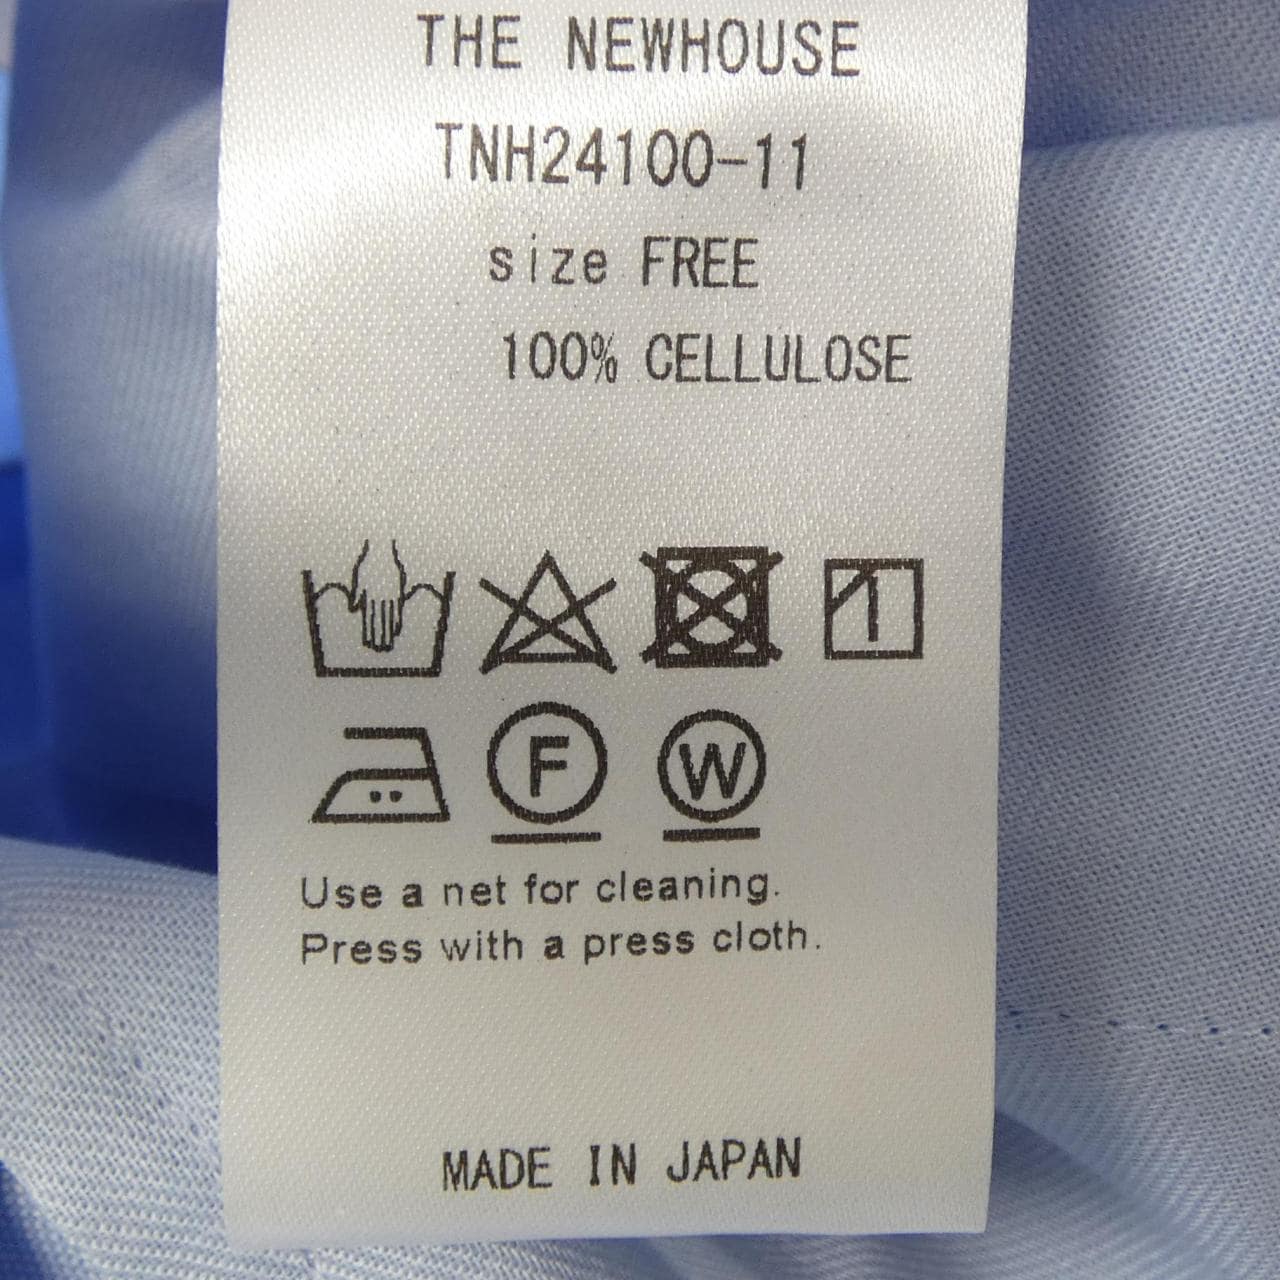 THE NEWHOUSE
TNH24100-11
size FREE
100% CELLULOSE
F W
Use a net for cleaning.
Press with a press cloth.
MADE IN JAPAN